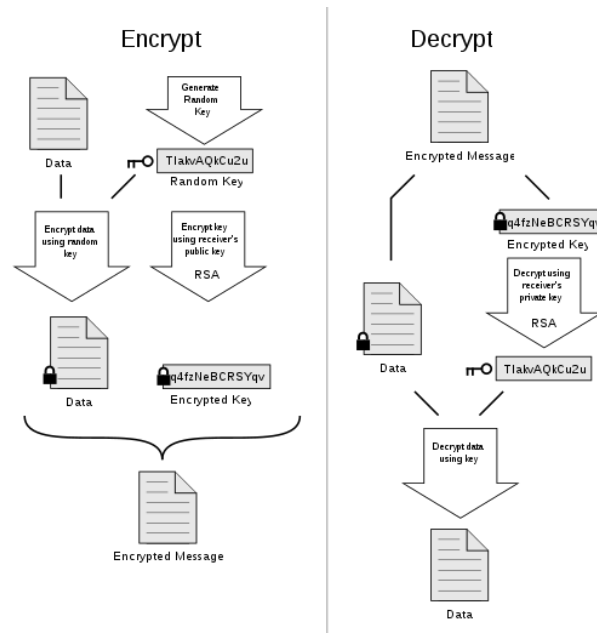 Encrypt
Generate
Random
Key
Data
TIakvAQkCu2u
Random Key
Encrypt data
using random
key
Encrypt key
using receiver's
public key
RSA
Data
q4fzNeBCRSYqv
Encrypted Key
Encrypted Message
Decrypt
Encrypted Message
q4fzNeBCRSYqv
Encrypted Key
Decrypt using
receiver's
private key
RSA
Data
TIakvAQkCu2u
Decrypt data
using key
Data